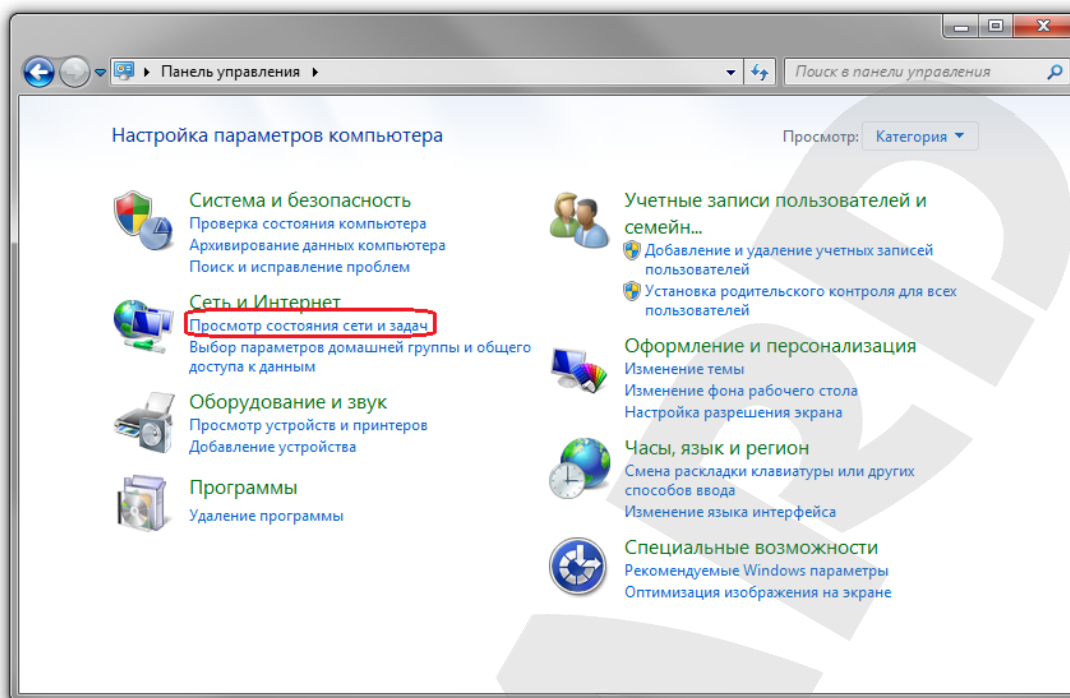 Панель управления
Поиск в панели управления
Настройка параметров компьютера
Просмотр: Категория
Система и безопасность
Проверка состояния компьютера
Архивирование данных компьютера
Поиск и исправление проблем
Сеть и Интернет
Просмотр состояния сети и задач
Выбор параметров домашней группы и общего
доступа к данным
Оборудование и звук
Просмотр устройств и принтеров
Добавление устройства
Программы
Удаление программы
Учетные записи пользователей и
семейн...
Добавление и удаление учетных записей
пользователей
Установка родительского контроля для всех
пользователей
Оформление и персонализация
Изменение темы
Изменение фона рабочего стола
Настройка разрешения экрана
Часы, язык и регион
Смена раскладки клавиатуры или других
способов ввода
Изменение языка интерфейса
Специальные возможности
Рекомендуемые Windows параметры
Оптимизация изображения на экране